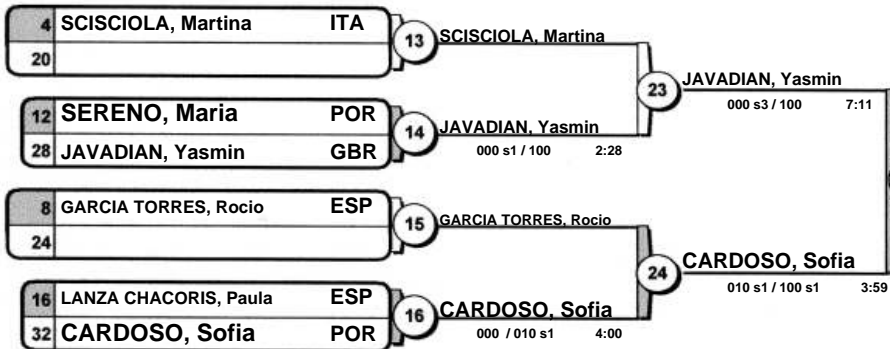 4 SCISCIOLA, Martina ITA
20
13 SCISCIOLA, Martina
12 SERENO, Maria POR
28 JAVADIAN, Yasmin GBR
14 JAVADIAN, Yasmin
000 s1 / 100 2:28
23 JAVADIAN, Yasmin
000 s3 / 100 7:11
8 GARCIA TORRES, Rocio ESP
24
15 GARCIA TORRES, Rocio
16 LANZA CHACORIS, Paula ESP
32 CARDOSO, Sofia POR
16 CARDOSO, Sofia
000 / 010 s1 4:00
24 CARDOSO, Sofia
010 s1 / 100 s1 3:59